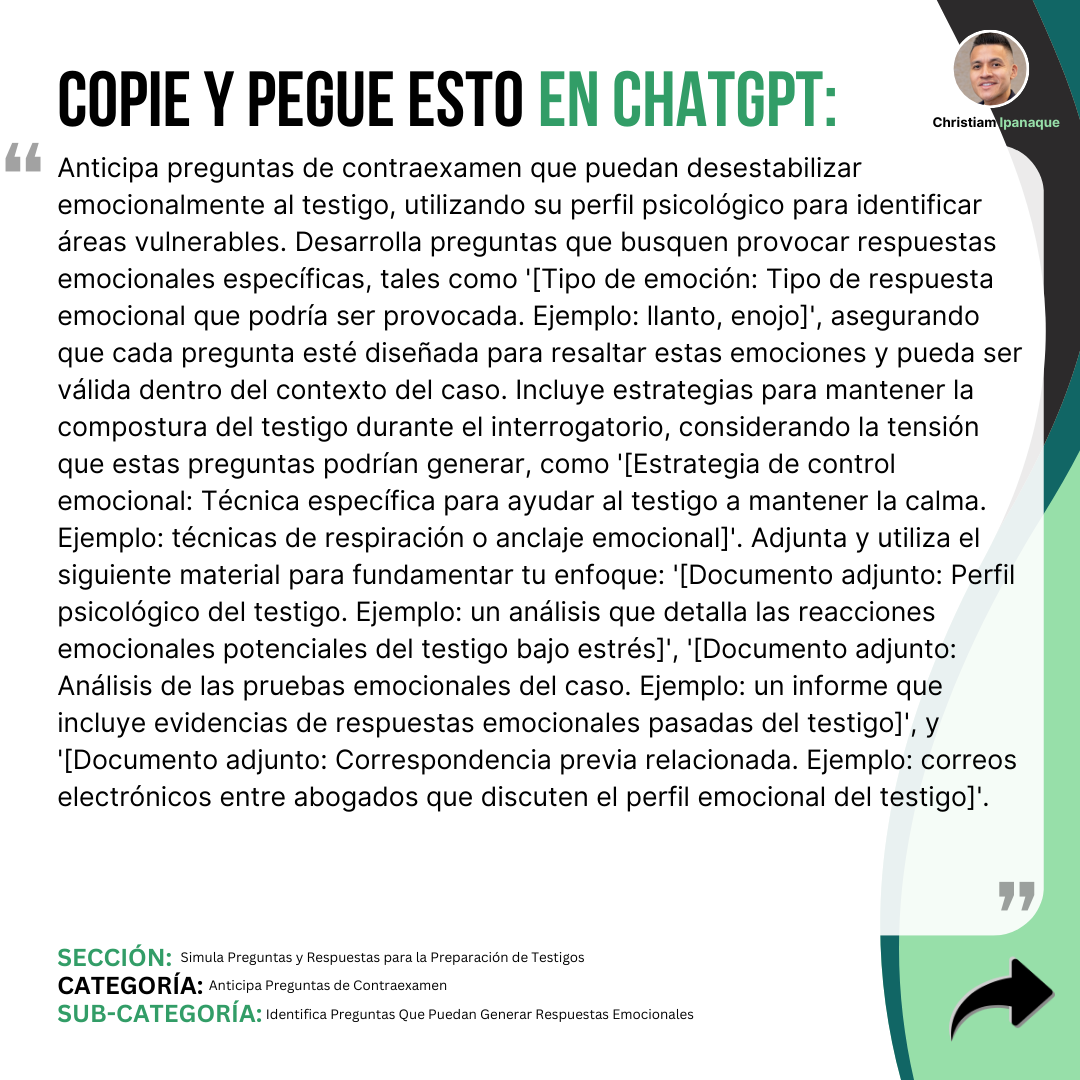 COPIE Y PEGUE ESTO EN CHATGPT:
Christiam Ipanaque
“
Anticipa preguntas de contraexamen que puedan desestabilizar
emocionalmente al testigo, utilizando su perfil psicológico para identificar
áreas vulnerables. Desarrolla preguntas que busquen provocar respuestas
emocionales específicas, tales como '[Tipo de emoción: Tipo de respuesta
emocional que podría ser provocada. Ejemplo: llanto, enojo]', asegurando
que cada pregunta esté diseñada para resaltar estas emociones y pueda ser
válida dentro del contexto del caso. Incluye estrategias para mantener la
compostura del testigo durante el interrogatorio, considerando la tensión
que estas preguntas podrían generar, como '[Estrategia de control
emocional: Técnica específica para ayudar al testigo a mantener la calma.
Ejemplo: técnicas de respiración o anclaje emocional]'. Adjunta y utiliza el
siguiente material para fundamentar tu enfoque: '[Documento adjunto: Perfil
psicológico del testigo. Ejemplo: un análisis que detalla las reacciones
emocionales potenciales del testigo bajo estrés]', '[Documento adjunto:
Análisis de las pruebas emocionales del caso. Ejemplo: un informe que
incluye evidencias de respuestas emocionales pasadas del testigo]', y
'[Documento adjunto: Correspondencia previa relacionada. Ejemplo: correos
electrónicos entre abogados que discuten el perfil emocional del testigo]'.
”
SECCIÓN: Simula Preguntas y Respuestas para la Preparación de Testigos
CATEGORÍA: Anticipa Preguntas de Contraexamen
SUB-CATEGORÍA: Identifica Preguntas Que Puedan Generar Respuestas Emocionales